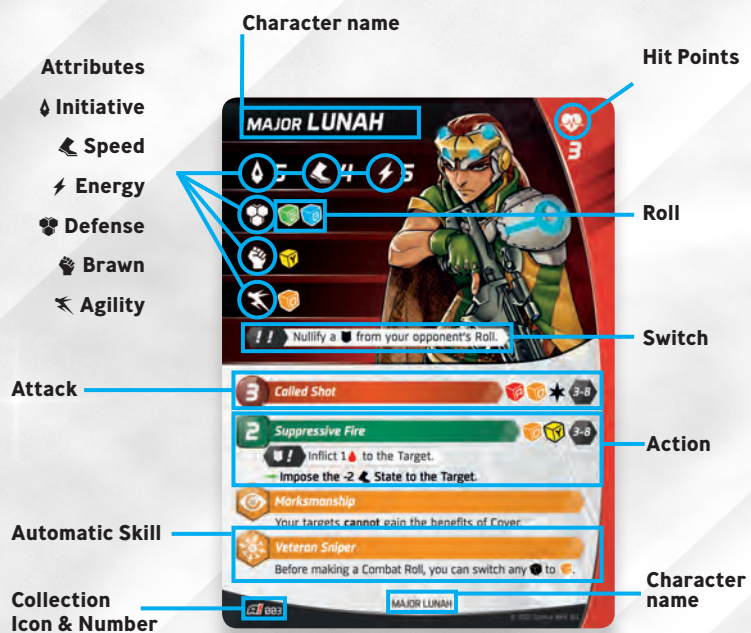 Character name
Attributes
Initiative
Speed
Energy
Defense
Brawn
Agility
Hit Points
MAJOR LUNAH
3
5 4 5
Roll
!! Nullify a from your opponent's Roll.
Switch
Attack
3 Called Shot 3-8
2 Suppressive Fire 3-8
! Inflict 1 to the Target.
Impose the -2 State to the Target.
Action
Marksmanship
Your targets cannot gain the benefits of Cover.
Automatic Skill
Veteran Sniper
Before making a Combat Roll, you can switch any to .
Collection
Icon & Number
003
MAJOR LUNAH
Character
name